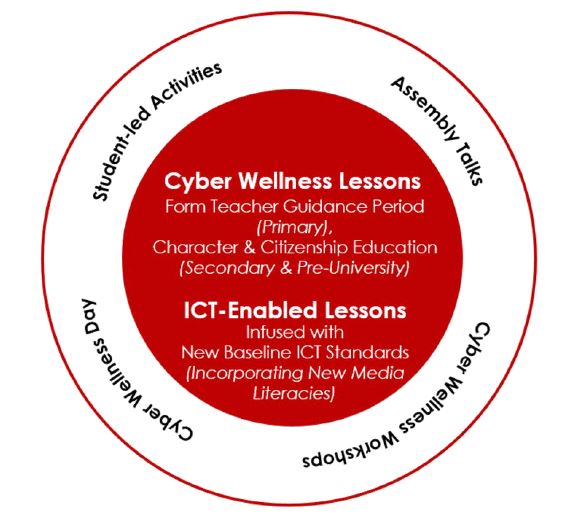 Student-led Activities
Assembly Talks
Cyber Wellness Lessons
Form Teacher Guidance Period
(Primary),
Character & Citizenship Education
(Secondary & Pre-University)
ICT-Enabled Lessons
Infused with
New Baseline ICT Standards
(Incorporating New Media
Literacies)
Cyber Wellness Day
Cyber Wellness Workshops